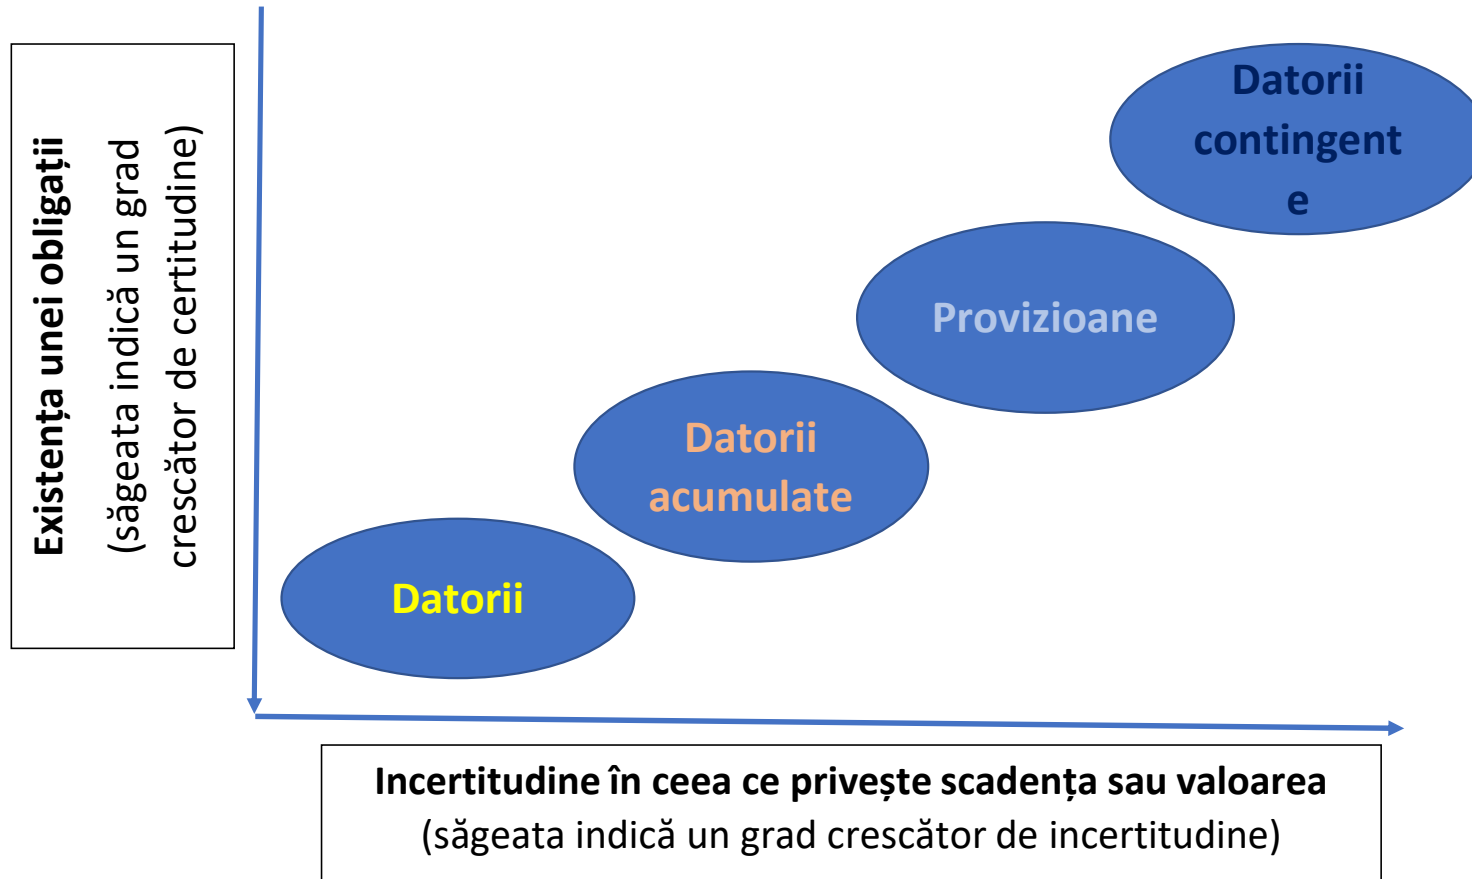 Existența unei obligații
(săgeata indică un grad
crescător de certitudine)
Datorii
contingent
e
Provizioane
Datorii
acumulate
Datorii
Incertitudine în ceea ce privește scadența sau valoarea
(săgeata indică un grad crescător de incertitudine)